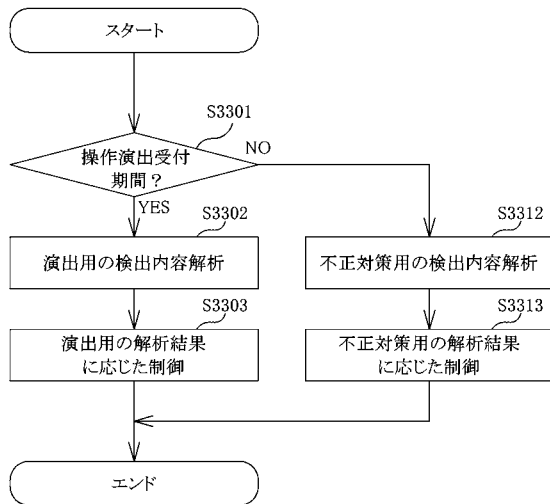 スタート
S3301
操作演出受付
期間？
NO
YES
S3302
演出用の検出内容解析
S3312
不正対策用の検出内容解析
S3303
演出用の解析結果
に応じた制御
S3313
不正対策用の解析結果
に応じた制御
エンド